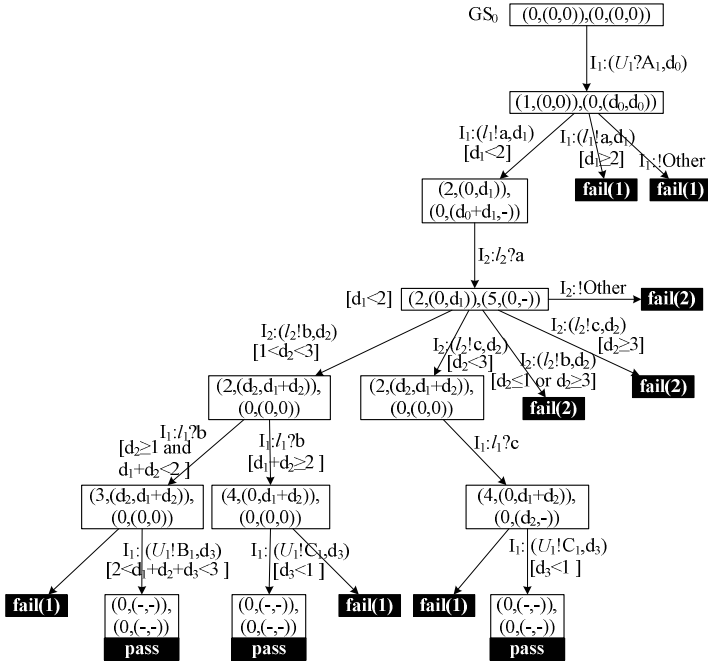 GS₀ (0,(0,0)),(0,(0,0))
I₁:(U₁?A₁,d₀)
(1,(0,0)),(0,(d₀,d₀))
I₁:(l₁!a,d₁)
[d₁<2]
I₁:(l₁!a,d₁)
[d₁≥2]
I₁:!Other
(2,(0,d₁)),
(0,(d₀+d₁,-))
fail(1)
fail(1)
I₂:l₂?a
[d₁<2]
(2,(0,d₁)),(5,(0,-))
I₂:!Other
fail(2)
I₂:(l₂!b,d₂)
[1<d₂<3]
I₂:(l₂!c,d₂)
[d₂<3]
I₂:(l₂!b,d₂)
[d₂≤1 or d₂≥3]
I₂:(l₂!c,d₂)
[d₂≥3]
(2,(d₂,d₁+d₂)),
(0,(0,0))
(2,(d₂,d₁+d₂)),
(0,(0,0))
fail(2)
fail(2)
I₁:l₁?b
[d₂≥1 and
d₁+d₂<2 ]
I₁:l₁?b
[d₁+d₂≥2 ]
I₁:l₁?c
(3,(d₂,d₁+d₂)),
(0,(0,0))
(4,(0,d₁+d₂)),
(0,(0,0))
(4,(0,d₁+d₂)),
(0,(d₂,-))
I₁: (U₁!B₁,d₃)
[2<d₁+d₂+d₃<3 ]
I₁: (U₁!C₁,d₃)
[d₃<1 ]
I₁: (U₁!C₁,d₃)
[d₃<1 ]
fail(1)
(0,(-,-)),
(0,(-,-))
pass
(0,(-,-)),
(0,(-,-))
pass
fail(1)
fail(1)
(0,(-,-)),
(0,(-,-))
pass